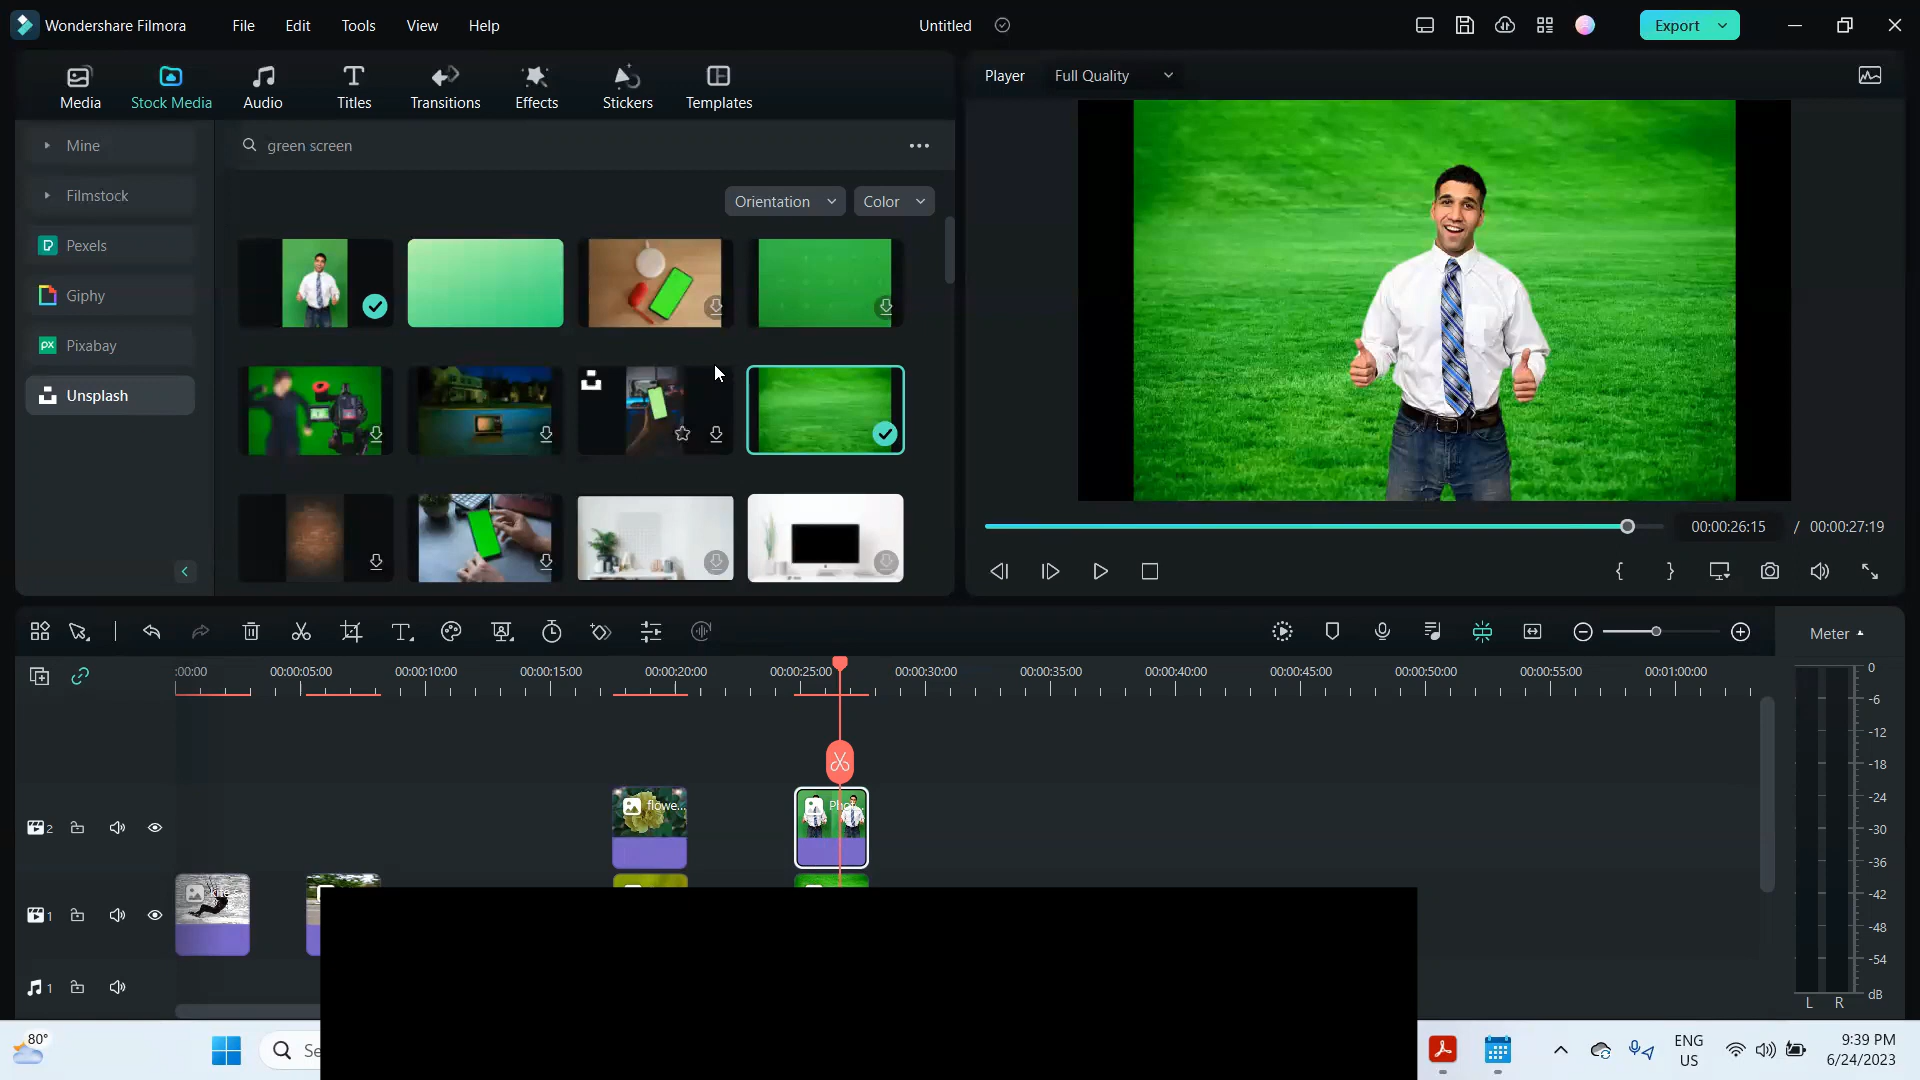 Wondershare Filmora
File
Edit
Tools
View
Help
Untitled
Export
Media
Stock Media
Audio
Titles
Transitions
Effects
Stickers
Templates
Player
Full Quality
Mine
Filmstock
Pexels
Giphy
Pixabay
Unsplash
green screen
Orientation
Color
00:00:26:15 / 00:00:27:19
Meter
:00:00
00:00:05:00
00:00:10:00
00:00:15:00
00:00:20:00
00:00:25:00
00:00:30:00
00:00:35:00
00:00:40:00
00:00:45:00
00:00:50:00
00:00:55:00
00:01:00:00
0
-6
-12
-18
-24
-30
-36
-42
-48
-54
dB
L R
flowe...
2
1
1
80°
Se
ENG
US
9:39 PM
6/24/2023